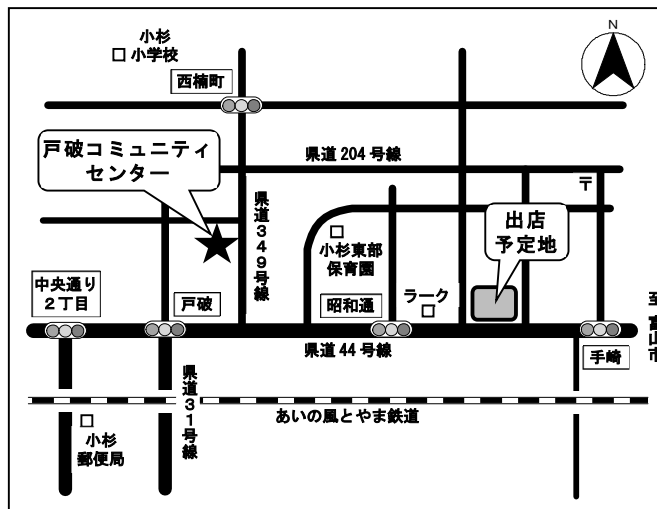 小杉
小学校
N
西楠町
戸破コミュニティ
センター
県道204号線
〒
県道349号線
出店
予定地
小杉東部
保育園
中央通り
2丁目
戸破
昭和通
ラーク
至富山市
県道44号線
手崎
県道31号線
あいの風とやま鉄道
小杉
郵便局